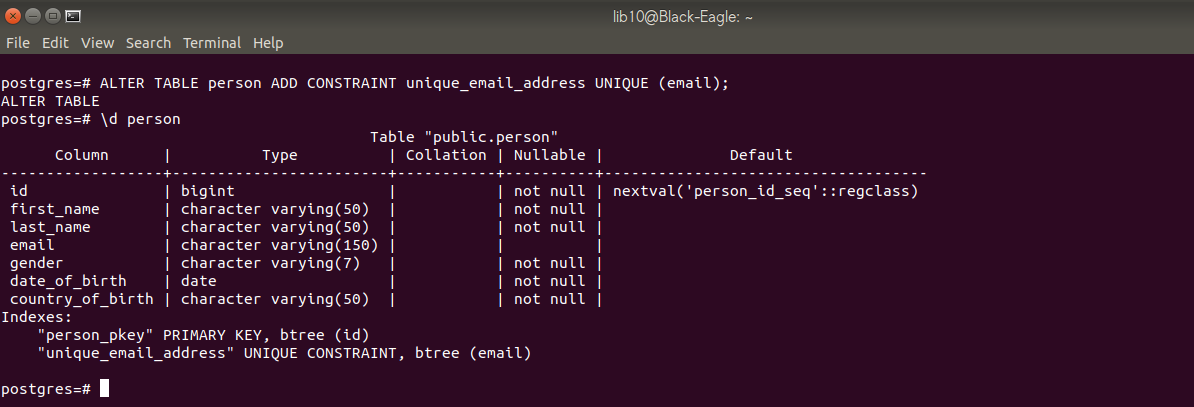 lib10@Black-Eagle: ~
File Edit View Search Terminal Help
postgres=# ALTER TABLE person ADD CONSTRAINT unique_email_address UNIQUE (email);
ALTER TABLE
postgres=# \d person
                                         Table "public.person"
      Column      |          Type          | Collation | Nullable |              Default
------------------+------------------------+-----------+----------+------------------------------------
 id               | bigint                 |           | not null | nextval('person_id_seq'::regclass)
 first_name       | character varying(50)  |           | not null |
 last_name        | character varying(50)  |           | not null |
 email            | character varying(150) |           |          |
 gender           | character varying(7)   |           | not null |
 date_of_birth    | date                   |           | not null |
 country_of_birth | character varying(50)  |           | not null |
Indexes:
    "person_pkey" PRIMARY KEY, btree (id)
    "unique_email_address" UNIQUE CONSTRAINT, btree (email)
postgres=#